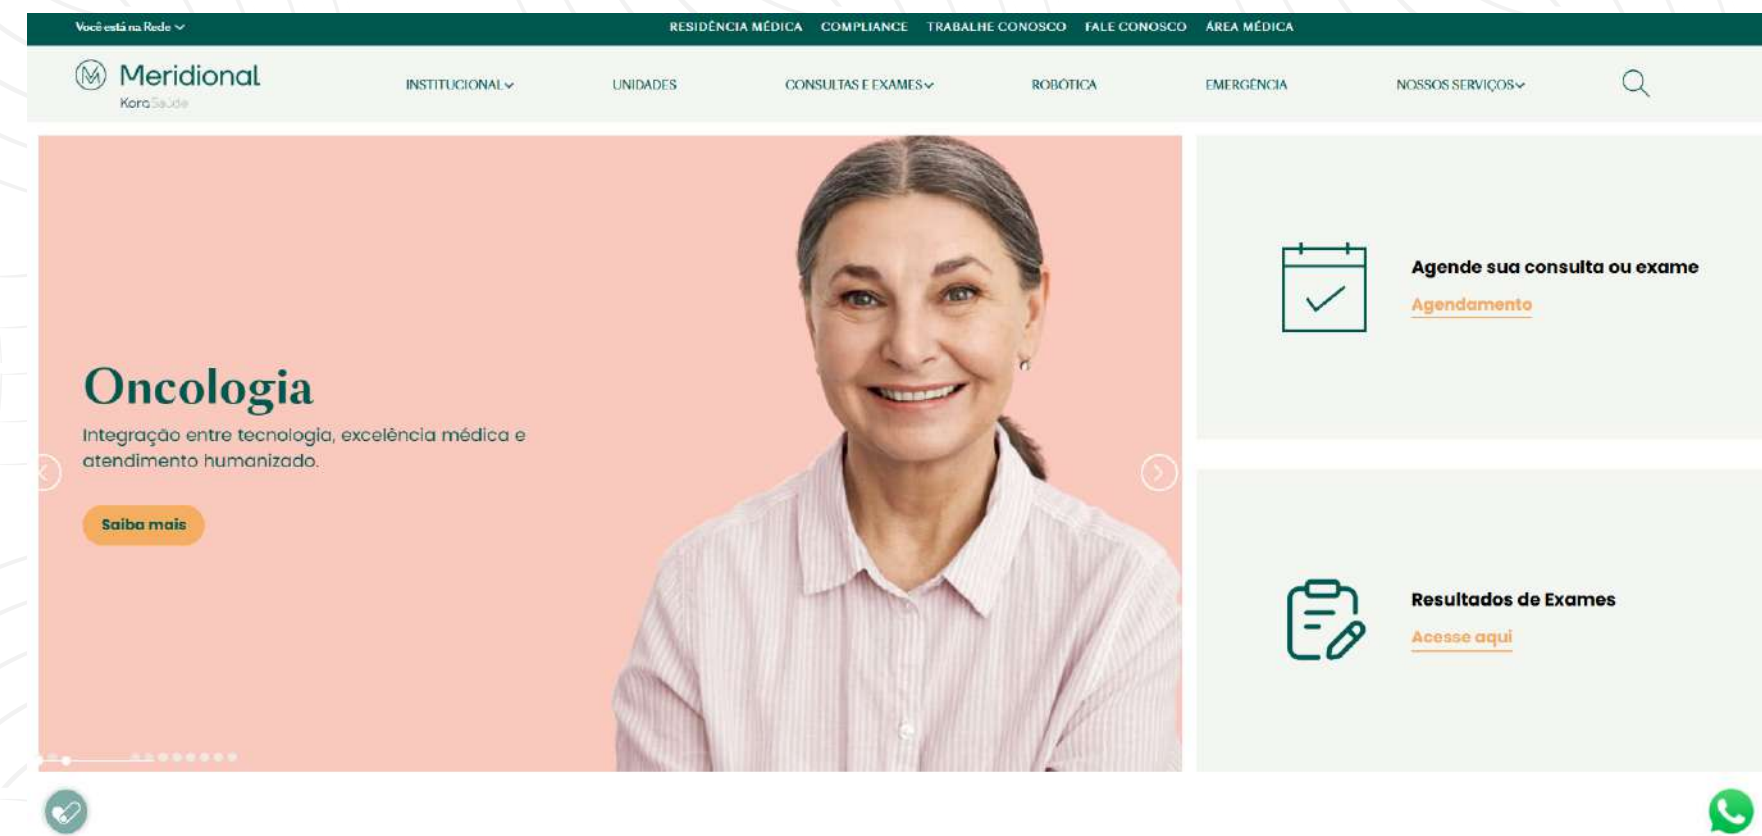 Você está na Rede
RESIDÊNCIA MÉDICA COMPLIANCE TRABALHE CONOSCO FALE CONOSCO ÁREA MÉDICA
Meridional
KoraSaúde
INSTITUCIONAL UNIDADES CONSULTAS E EXAMES ROBÓTICA EMERGÊNCIA NOSSOS SERVIÇOS
Oncologia
Integração entre tecnologia, excelência médica e
atendimento humanizado.
Saiba mais
Agende sua consulta ou exame
Agendamento
Resultados de Exames
Acesse aqui